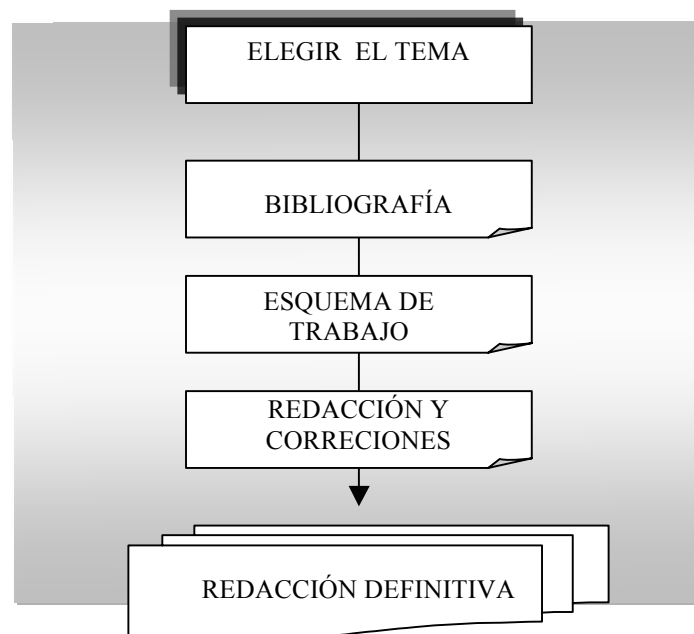 ELEGIR EL TEMA
BIBLIOGRAFÍA
ESQUEMA DE
TRABAJO
REDACCIÓN Y
CORRECIONES
REDACCIÓN DEFINITIVA